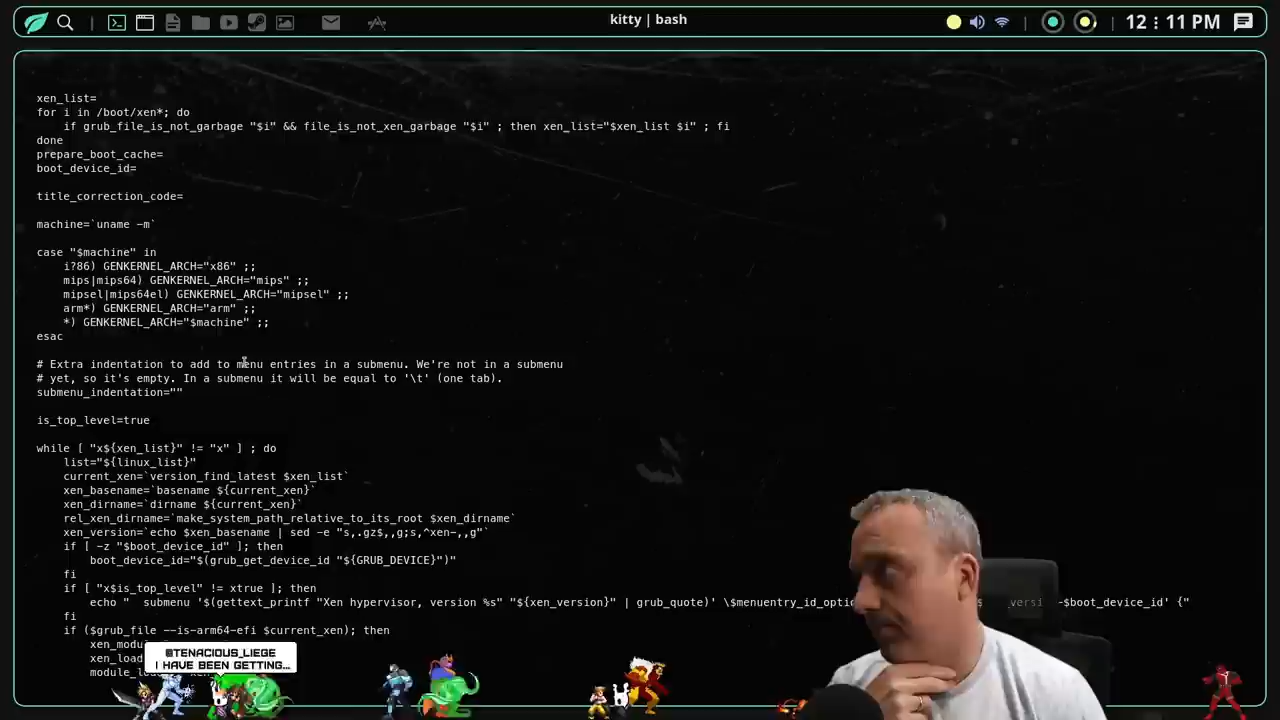 kitty | bash
12 : 11 PM
xen_list=
for i in /boot/xen*; do
if grub_file_is_not_garbage "$i" && file_is_not_xen_garbage "$i" ; then xen_list="$xen_list $i" ; fi
done
prepare_boot_cache=
boot_device_id=
title_correction_code=
machine=`uname -m`
case "$machine" in
i?86) GENKERNEL_ARCH="x86" ;;
mips|mips64) GENKERNEL_ARCH="mips" ;;
mipsel|mips64el) GENKERNEL_ARCH="mipsel" ;;
arm*) GENKERNEL_ARCH="arm" ;;
*) GENKERNEL_ARCH="$machine" ;;
esac
# Extra indentation to add to menu entries in a submenu. We're not in a submenu
# yet, so it's empty. In a submenu it will be equal to '\t' (one tab).
submenu_indentation=""
is_top_level=true
while [ "x${xen_list}" != "x" ] ; do
list="${linux_list}"
current_xen=`version_find_latest $xen_list`
xen_basename=`basename ${current_xen}`
xen_dirname=`dirname ${current_xen}`
rel_xen_dirname=`make_system_path_relative_to_its_root $xen_dirname`
xen_version=`echo $xen_basename | sed -e "s,.gz$,,g;s,^xen-,,g"`
if [ -z "$boot_device_id" ]; then
boot_device_id="$(grub_get_device_id "${GRUB_DEVICE}")"
fi
if [ "x$is_top_level" != xtrue ]; then
echo "  submenu '$(gettext_printf "Xen hypervisor, version %s" "${xen_version}" | grub_quote)' \$menuentry_id_optio -$boot_device_id' {"
fi
if ($grub_file --is-arm64-efi $current_xen); then
xen_modu
xen_load
module_lo
@TENACIOUS_LIEGE
I HAVE BEEN GETTING...